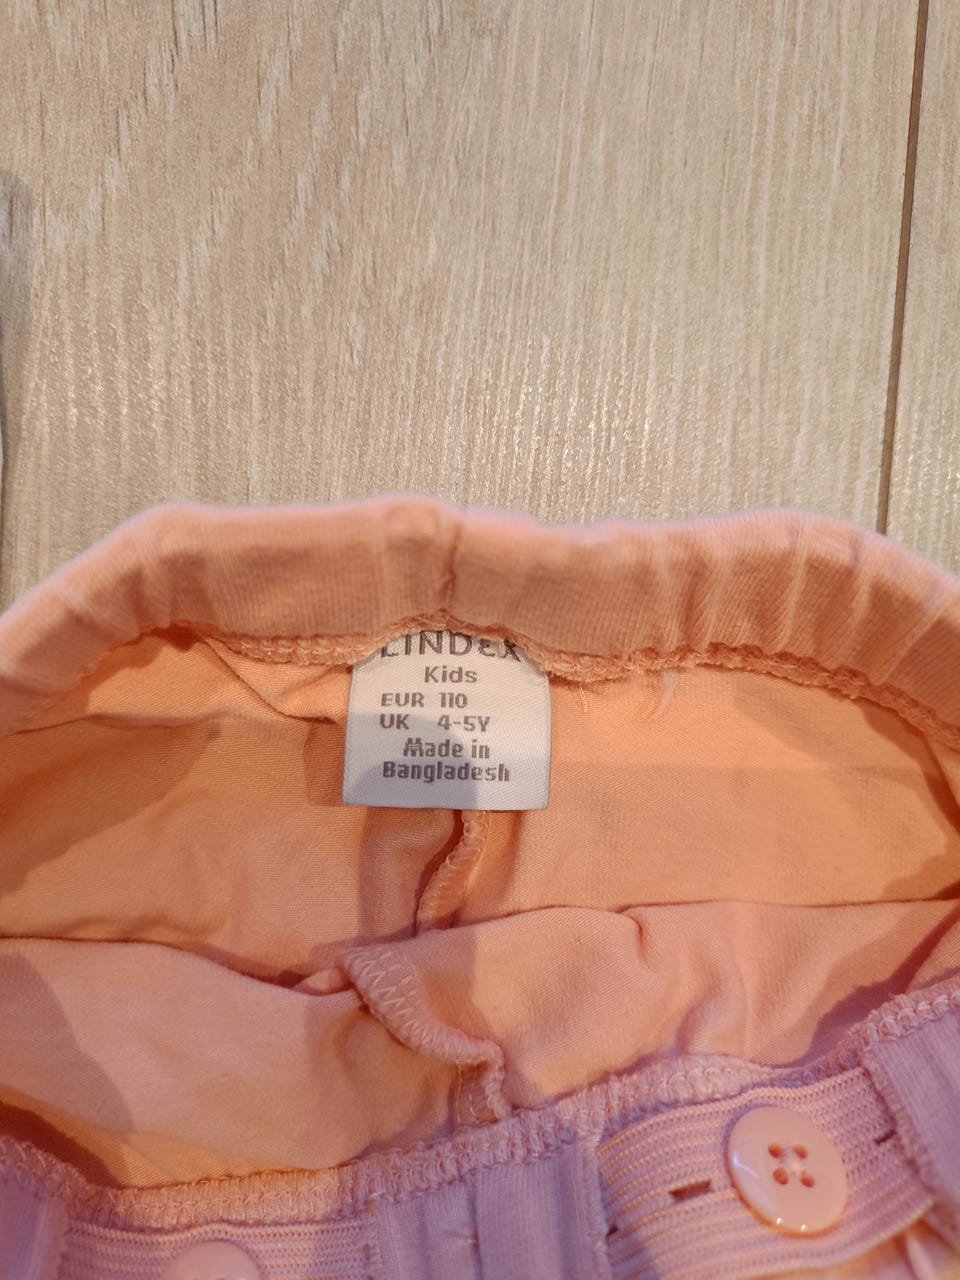 LINDEX
Kids
EUR 110
UK 4-5Y
Made in
Bangladesh